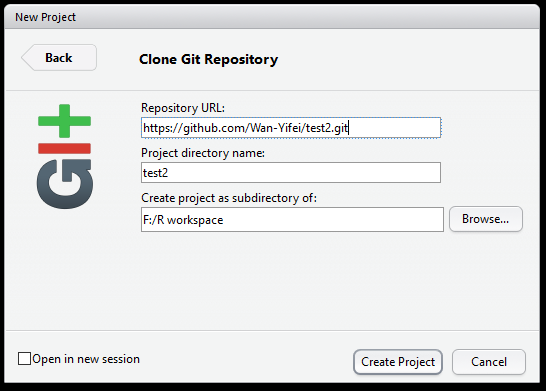 New Project
Back
Clone Git Repository
git
Repository URL:
https://github.com/Wan-Yifei/test2.git
Project directory name:
test2
Create project as subdirectory of:
F:/R workspace
Browse...
Open in new session
Create Project
Cancel